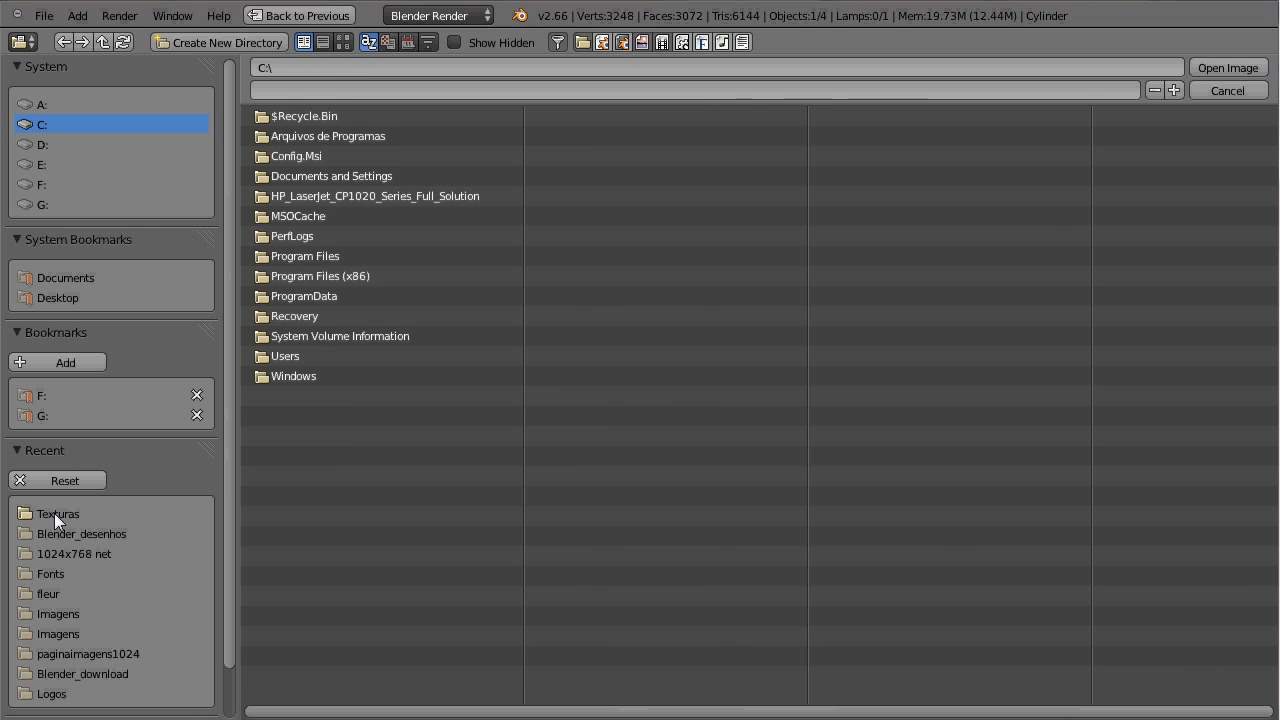 File Add Render Window Help Back to Previous Blender Render v2.66 | Verts:3248 | Faces:3072 | Tris:6144 | Objects:1/4 | Lamps:0/1 | Mem:19.73M (12.44M) | Cylinder
Create New Directory Show Hidden
System
A:
C:
D:
E:
F:
G:
System Bookmarks
Documents
Desktop
Bookmarks
Add
F:
G:
Recent
Reset
Texturas
Blender_desenhos
1024x768 net
Fonts
fleur
Imagens
Imagens
paginaimagens1024
Blender_download
Logos
C:\ Open Image
Cancel
$Recycle.Bin
Arquivos de Programas
Config.Msi
Documents and Settings
HP_LaserJet_CP1020_Series_Full_Solution
MSOCache
PerfLogs
Program Files
Program Files (x86)
ProgramData
Recovery
System Volume Information
Users
Windows